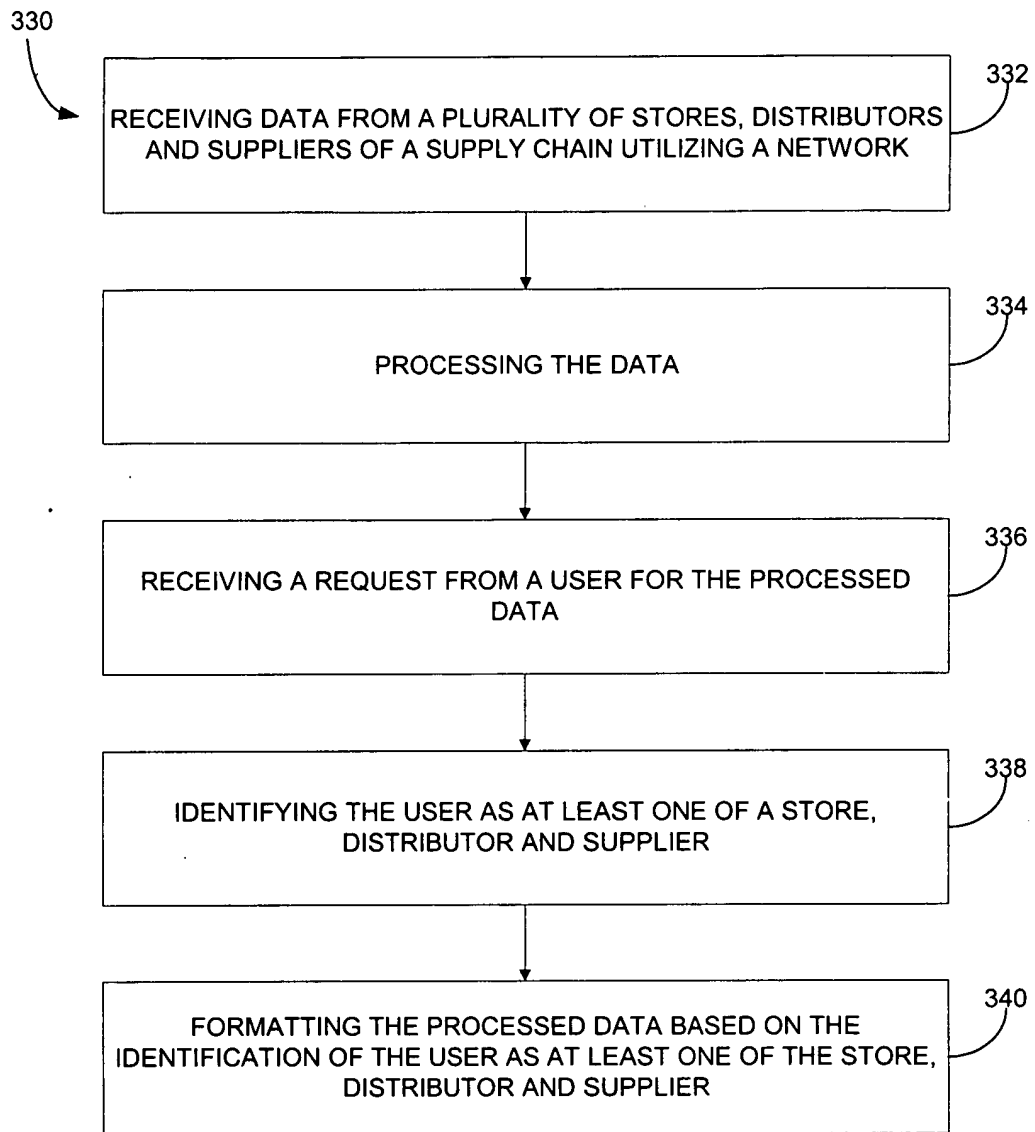 330
332
RECEIVING DATA FROM A PLURALITY OF STORES, DISTRIBUTORS
AND SUPPLIERS OF A SUPPLY CHAIN UTILIZING A NETWORK
334
PROCESSING THE DATA
336
RECEIVING A REQUEST FROM A USER FOR THE PROCESSED
DATA
338
IDENTIFYING THE USER AS AT LEAST ONE OF A STORE,
DISTRIBUTOR AND SUPPLIER
340
FORMATTING THE PROCESSED DATA BASED ON THE
IDENTIFICATION OF THE USER AS AT LEAST ONE OF THE STORE,
DISTRIBUTOR AND SUPPLIER